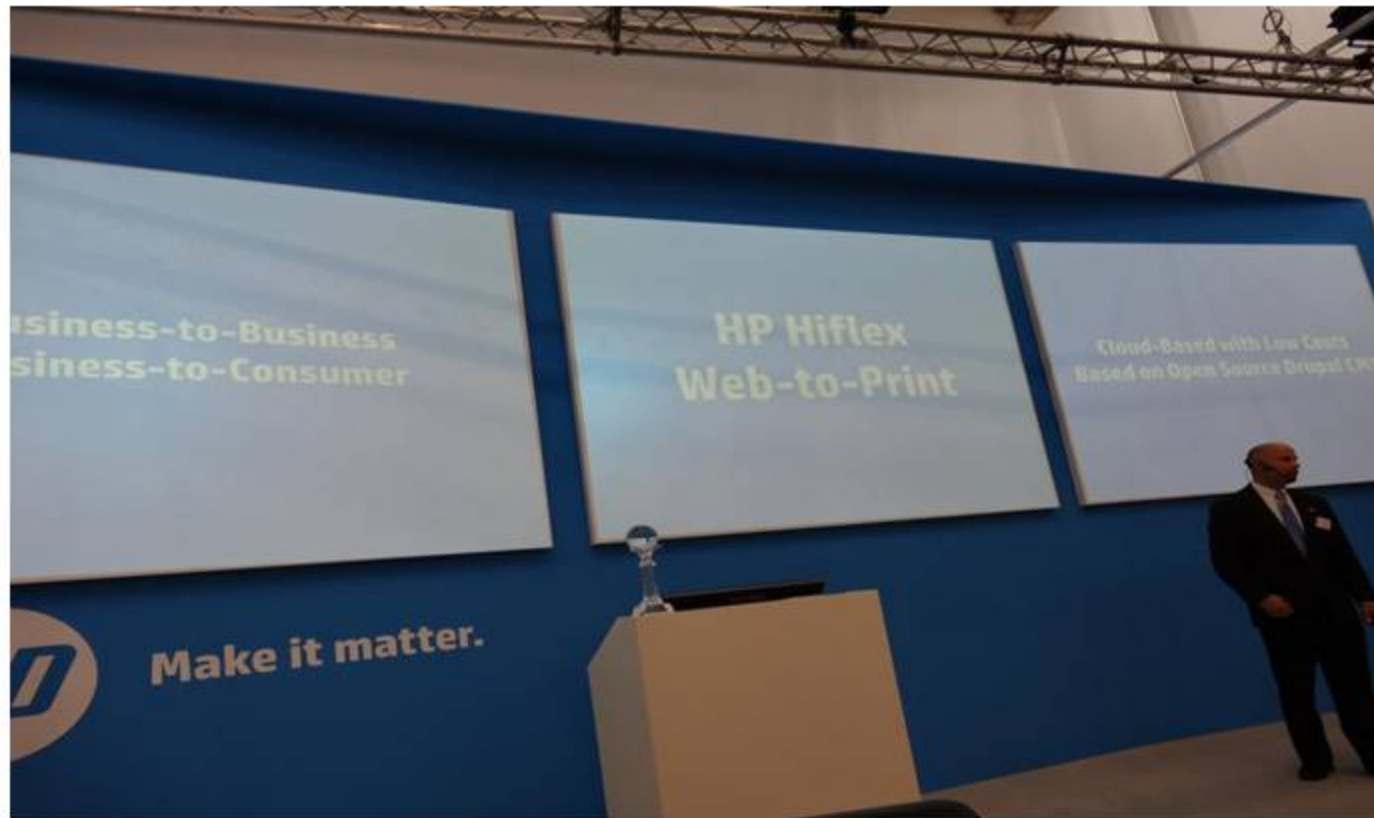 usiness-to-Business
siness-to-Consumer
HP Hiflex
Web-to-Print
Cloud-Based with Low Costs
Based on Open Source Drupal
Make it matter.